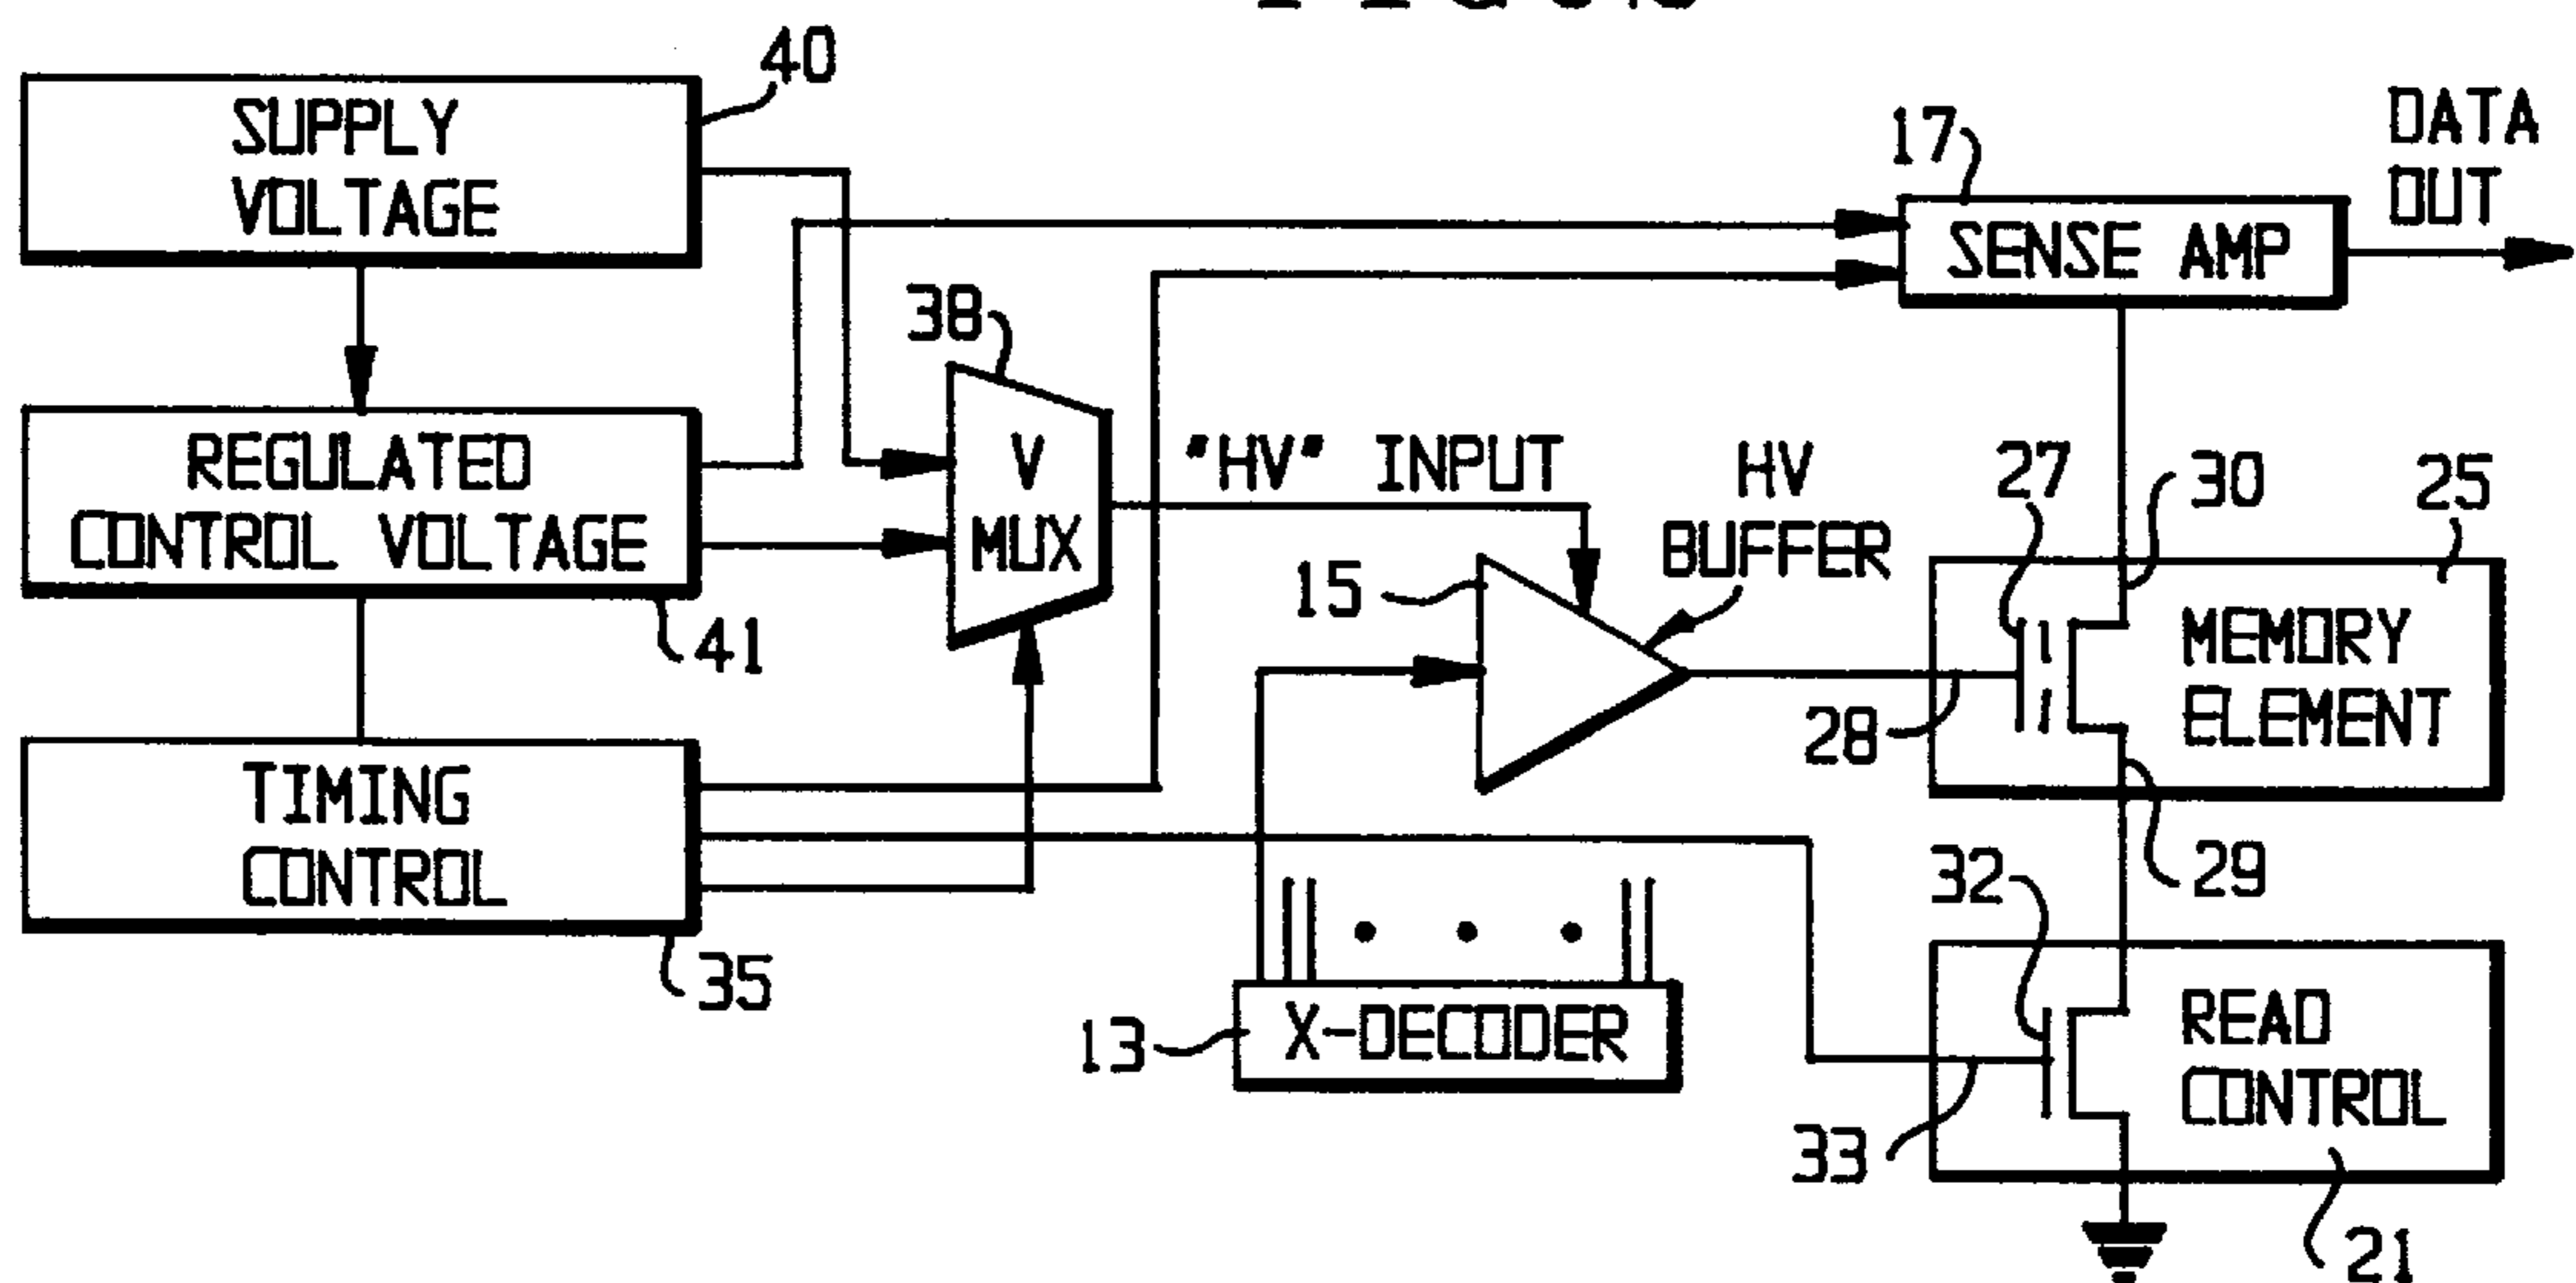 40
SUPPLY
VOLTAGE
17
DATA
OUT
SENSE AMP
38
REGULATED
CONTROL VOLTAGE
V
MUX
"HV" INPUT
HV
BUFFER
27
30
25
15
41
MEMORY
ELEMENT
28
TIMING
CONTROL
29
32
35
13
X-DECODER
READ
CONTROL
33
21